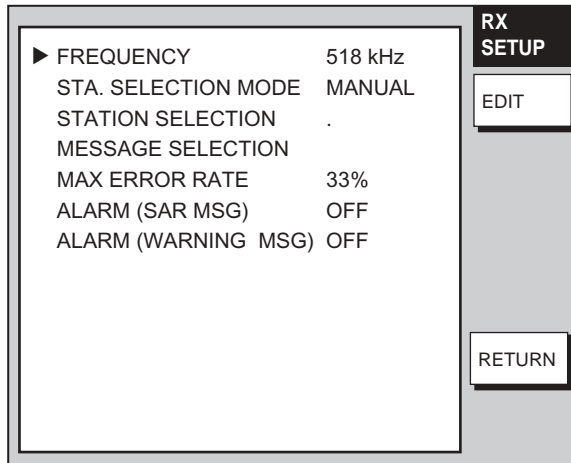 RX
SETUP
▶ FREQUENCY 518 kHz
STA. SELECTION MODE MANUAL
STATION SELECTION .
MESSAGE SELECTION
MAX ERROR RATE 33%
ALARM (SAR MSG) OFF
ALARM (WARNING MSG) OFF
EDIT
RETURN